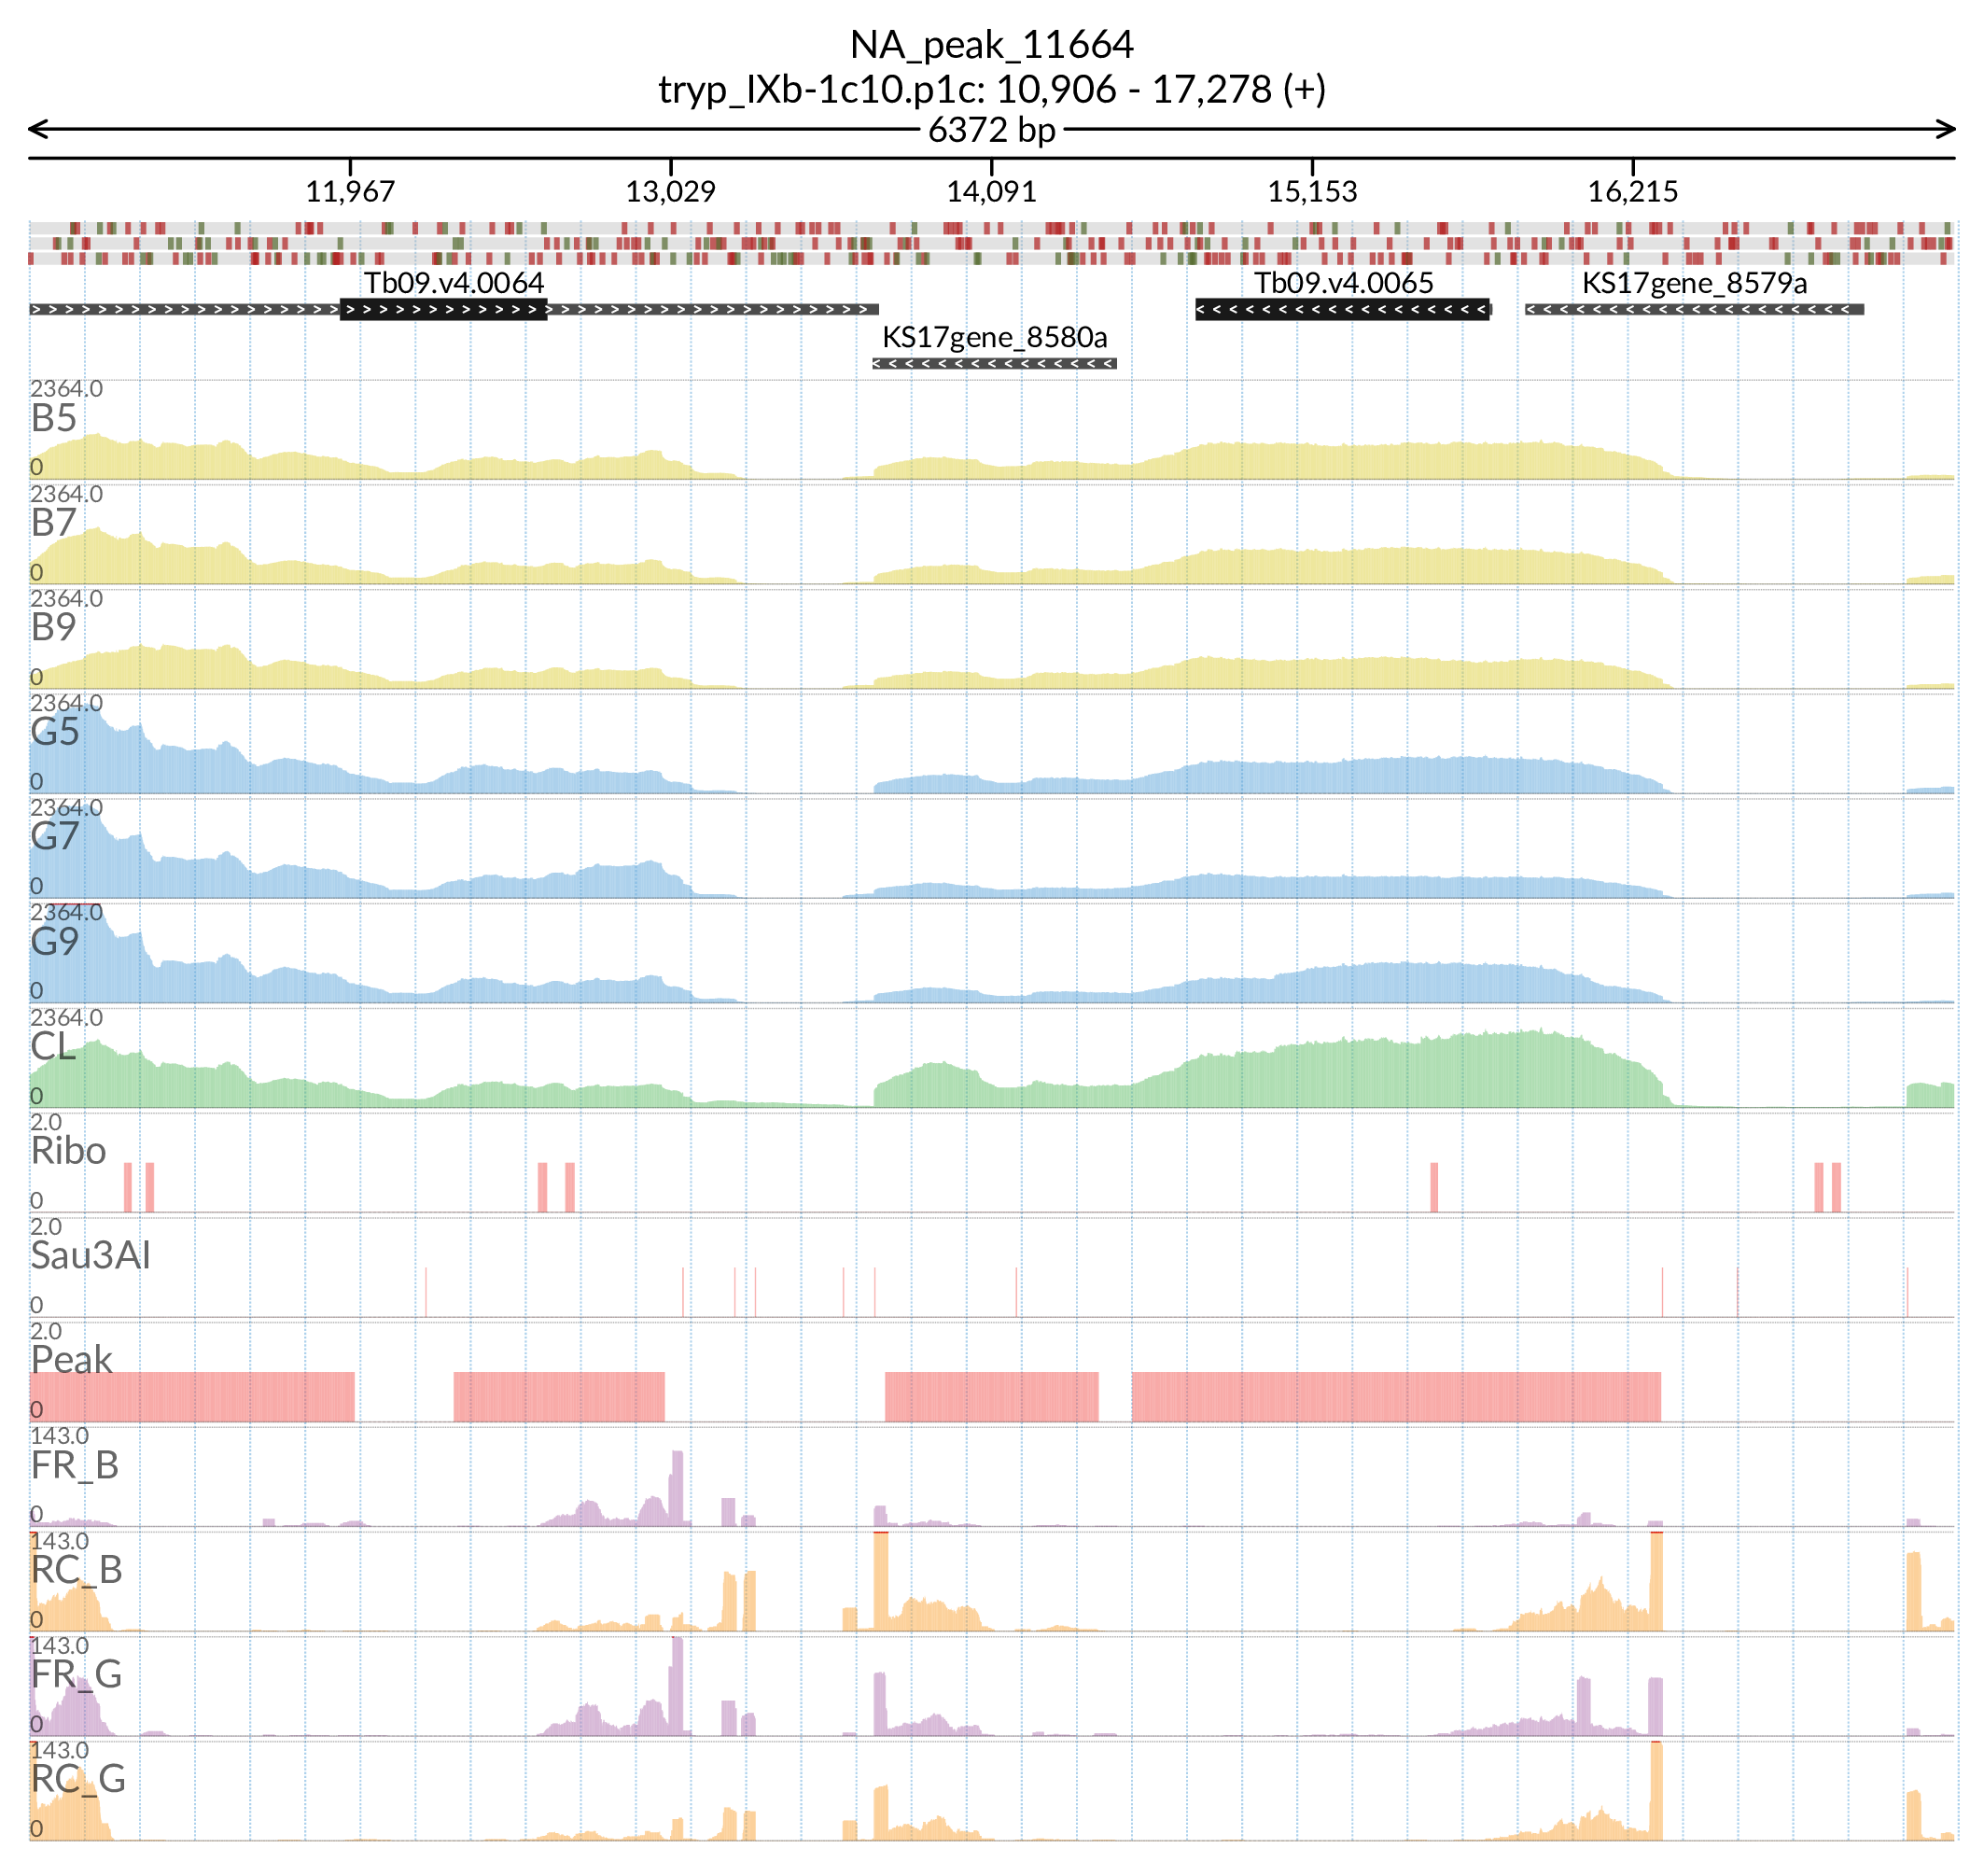 NA_peak_11664
tryp_IXb-1c10.p1c: 10,906 - 17,278 (+)
6372 bp
11,967 13,029 14,091 15,153 16,215
Tb09.v4.0064 Tb09.v4.0065 KS17gene_8579a
KS17gene_8580a
2364.0
B5
0
2364.0
B7
0
2364.0
B9
0
2364.0
G5
0
2364.0
G7
0
2364.0
G9
0
2364.0
CL
0
2.0
Ribo
0
2.0
Sau3AI
0
2.0
Peak
0
143.0
FR_B
0
143.0
RC_B
0
143.0
FR_G
0
143.0
RC_G
0